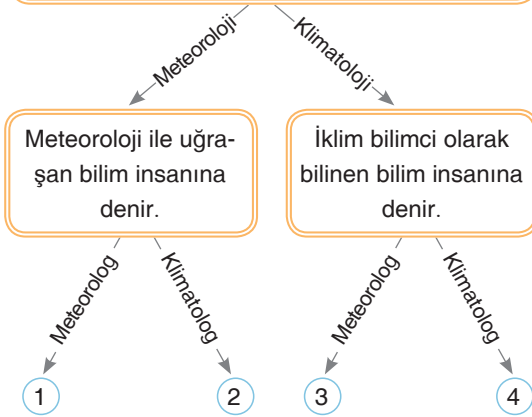 Meteoroloji
Klimatoloji
Meteoroloji ile uğra-
şan bilim insanına
denir.
İklim bilimci olarak
bilinen bilim insanına
denir.
Meteorolog
Klimatolog
Meteorolog
Klimatolog
1
2
3
4